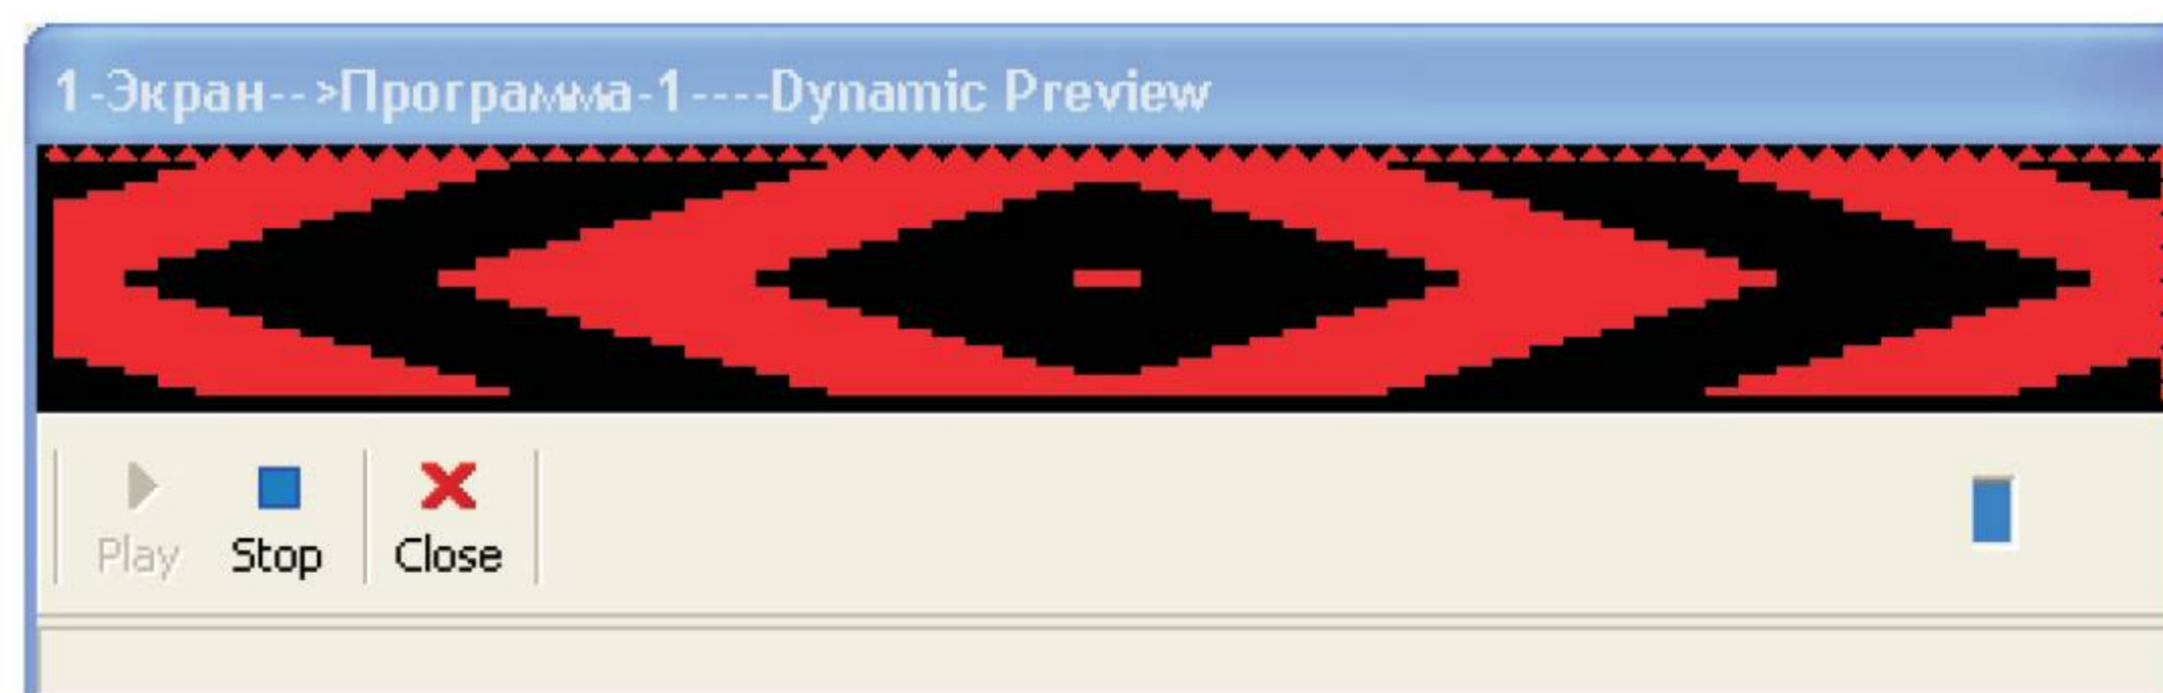 1-Экран-->Программа-1----Dynamic Preview
Play Stop Close